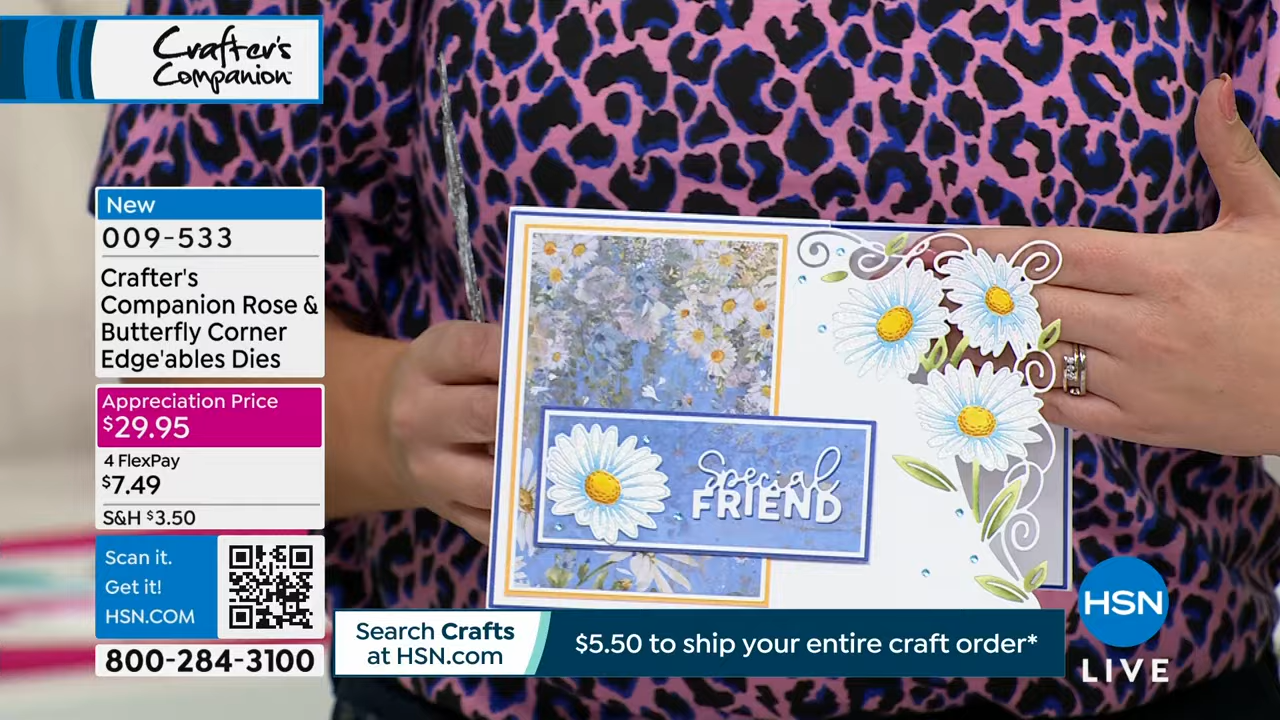 Crafter's
Companion
New
009-533
Crafter's
Companion Rose &
Butterfly Corner
Edge'ables Dies
Appreciation Price
$29.95
4 FlexPay
$7.49
S&H $3.50
Scan it.
Get it!
HSN.COM
800-284-3100
Special
FRIEND
Search Crafts
at HSN.com
$5.50 to ship your entire craft order*
HSN
LIVE